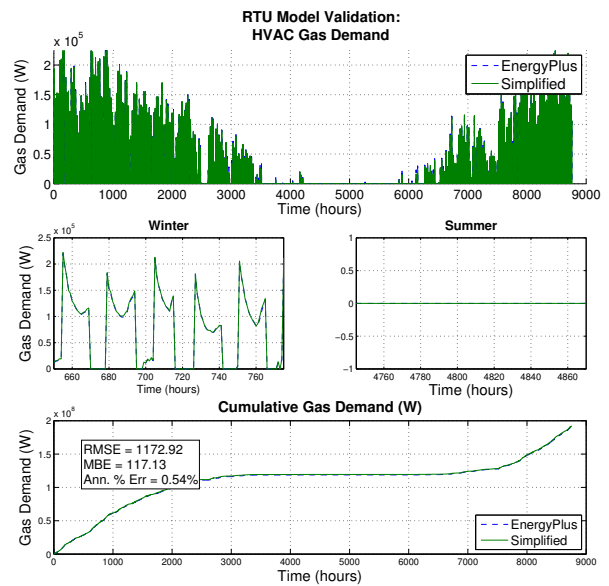 RTU Model Validation:
HVAC Gas Demand
x 10^5
2
1.5
1
0.5
0
Gas Demand (W)
EnergyPlus
Simplified
0 1000 2000 3000 4000 5000 6000 7000 8000 9000
Time (hours)
Winter
2.5 x 10^5
2
1.5
1
0.5
0
Gas Demand (W)
660 680 700 720 740 760
Time (hours)
Summer
1
0.5
0
−0.5
−1
4760 4780 4800 4820 4840 4860
Time (hours)
Cumulative Gas Demand (W)
2 x 10^8
1.5
1
0.5
0
Gas Demand (W)
RMSE = 1172.92
MBE = 117.13
Ann. % Err = 0.54%
EnergyPlus
Simplified
0 1000 2000 3000 4000 5000 6000 7000 8000 9000
Time (hours)